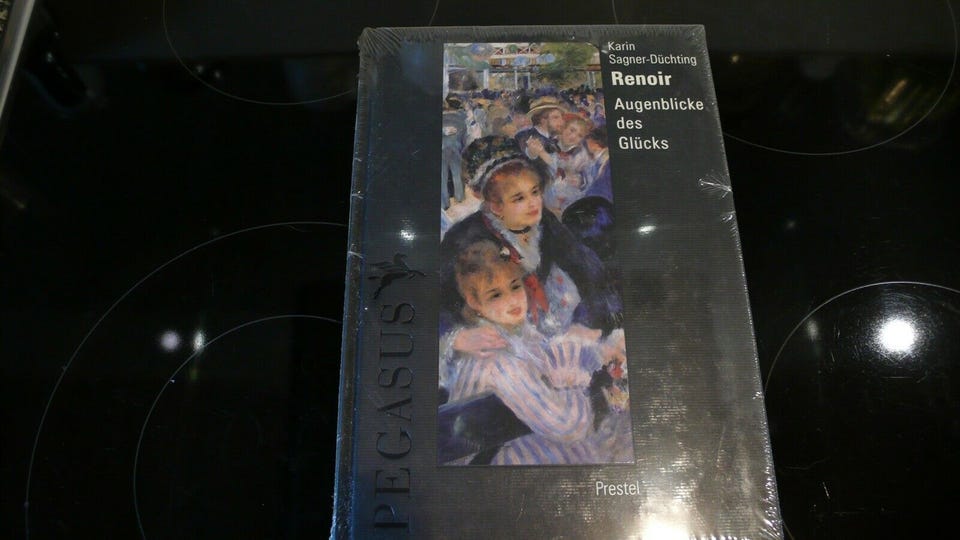 Karin
Sagner-Düchting
Renoir
Augenblicke
des
Glücks
PEGASUS
Prestel